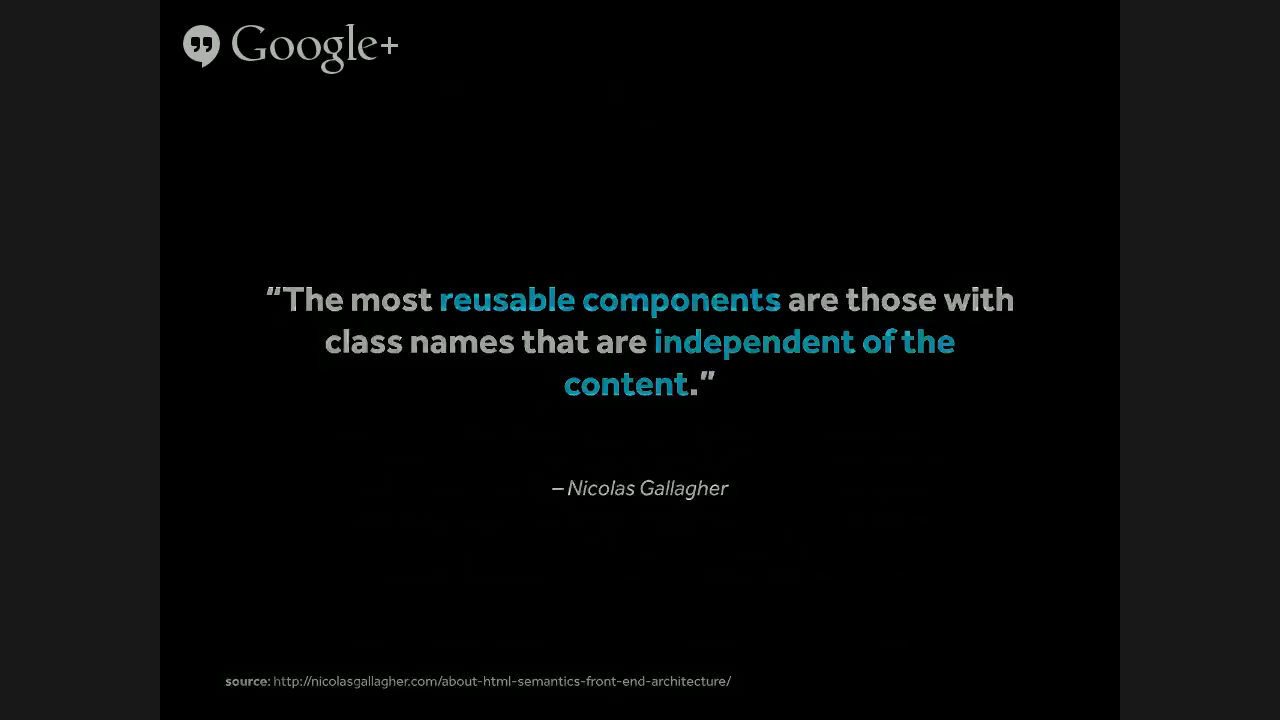 Google+
“The most reusable components are those with
class names that are independent of the
content.”
– Nicolas Gallagher
source: http://nicolasgallagher.com/about-html-semantics-front-end-architecture/